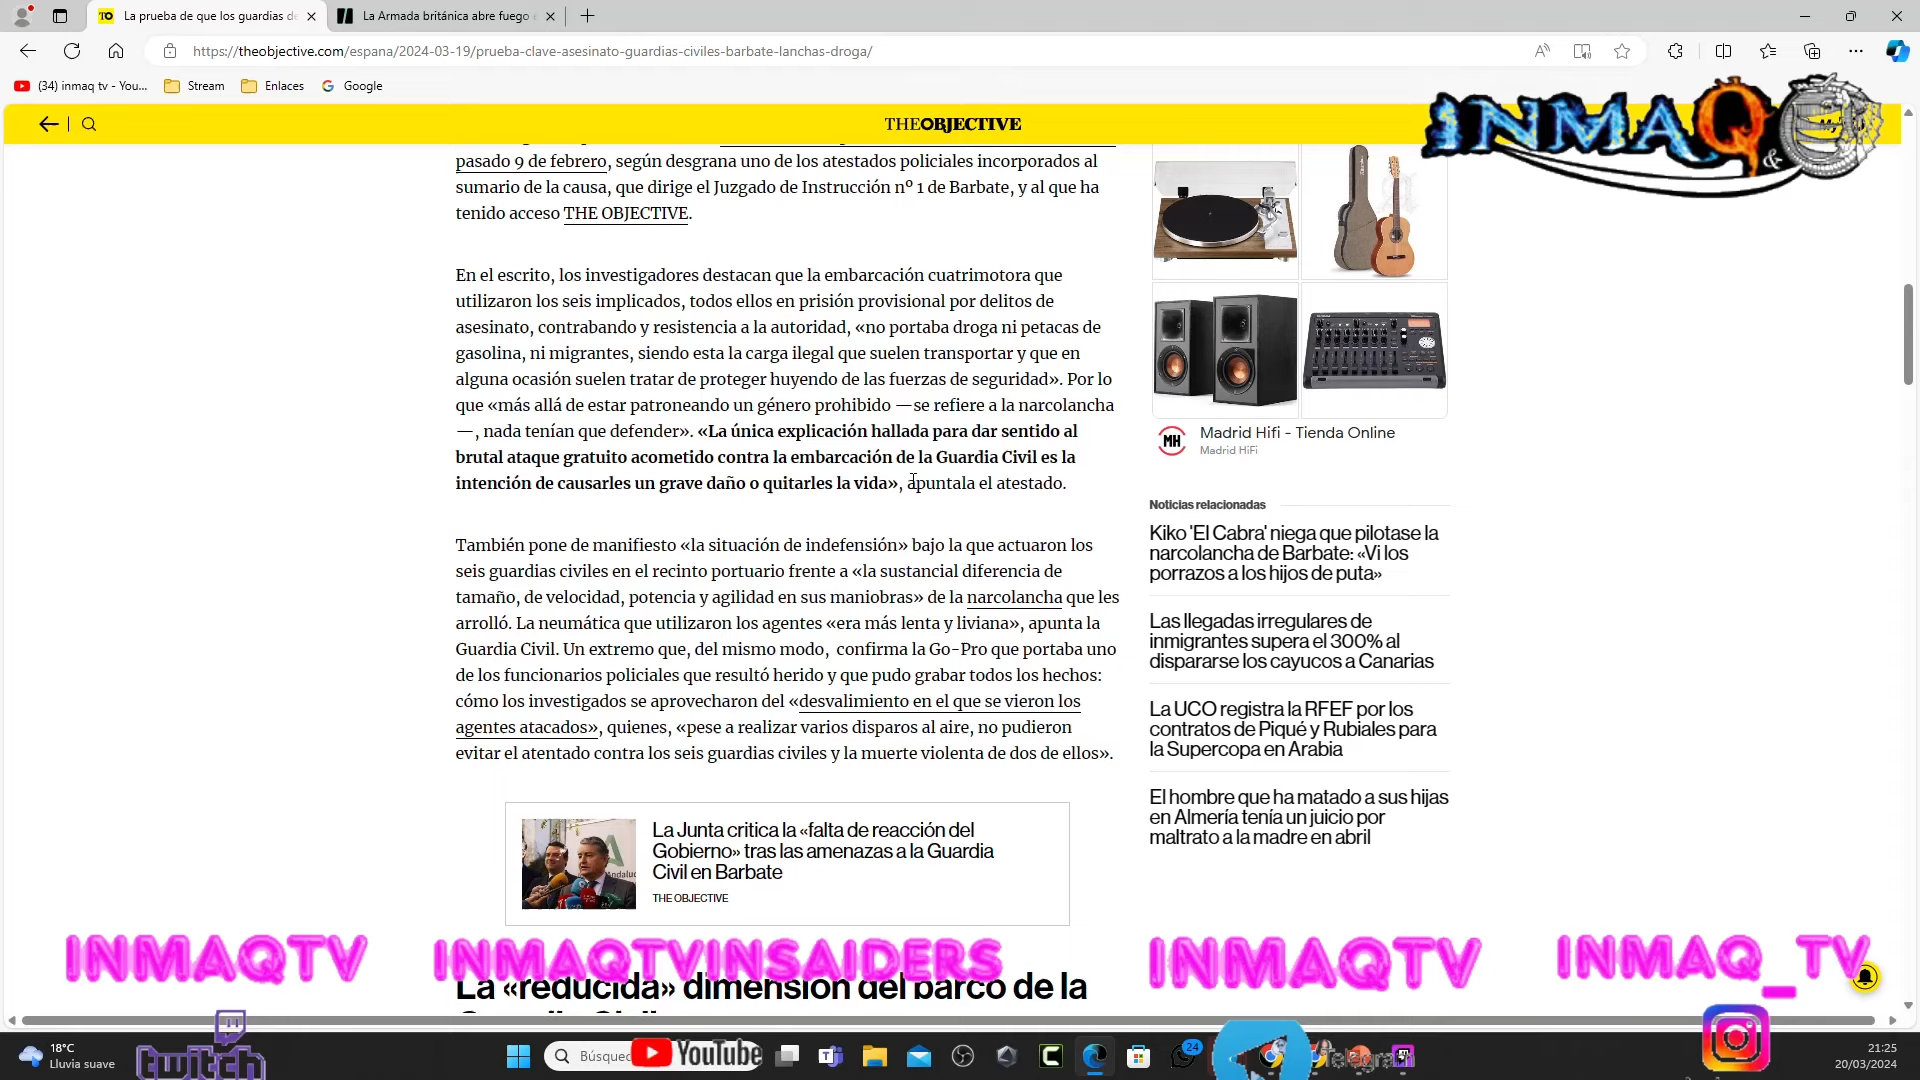 La prueba de que los guardias de
La Armada británica abre fuego e
https://theobjective.com/espana/2024-03-19/prueba-clave-asesinato-guardias-civiles-barbate-lanchas-droga/
(34) inmaq tv - You...
Stream
Enlaces
Google
THEOBJECTIVE
INMAQ &
pasado 9 de febrero, según desgrana uno de los atestados policiales incorporados al
sumario de la causa, que dirige el Juzgado de Instrucción nº 1 de Barbate, y al que ha
tenido acceso THE OBJECTIVE.
En el escrito, los investigadores destacan que la embarcación cuatrimotora que
utilizaron los seis implicados, todos ellos en prisión provisional por delitos de
asesinato, contrabando y resistencia a la autoridad, «no portaba droga ni petacas de
gasolina, ni migrantes, siendo esta la carga ilegal que suelen transportar y que en
alguna ocasión suelen tratar de proteger huyendo de las fuerzas de seguridad». Por lo
que «más allá de estar patroneando un género prohibido —se refiere a la narcolancha
—, nada tenían que defender». «La única explicación hallada para dar sentido al
brutal ataque gratuito acometido contra la embarcación de la Guardia Civil es la
intención de causarles un grave daño o quitarles la vida», apuntala el atestado.
También pone de manifiesto «la situación de indefensión» bajo la que actuaron los
seis guardias civiles en el recinto portuario frente a «la sustancial diferencia de
tamaño, de velocidad, potencia y agilidad en sus maniobras» de la narcolancha que les
arrolló. La neumática que utilizaron los agentes «era más lenta y liviana», apunta la
Guardia Civil. Un extremo que, del mismo modo, confirma la Go-Pro que portaba uno
de los funcionarios policiales que resultó herido y que pudo grabar todos los hechos:
cómo los investigados se aprovecharon del «desvalimiento en el que se vieron los
agentes atacados», quienes, «pese a realizar varios disparos al aire, no pudieron
evitar el atentado contra los seis guardias civiles y la muerte violenta de dos de ellos».
La Junta critica la «falta de reacción del
Gobierno» tras las amenazas a la Guardia
Civil en Barbate
THE OBJECTIVE
La «reducida» dimensión del barco de la
MH
Madrid Hifi - Tienda Online
Madrid HiFi
Noticias relacionadas
Kiko 'El Cabra' niega que pilotase la
narcolancha de Barbate: «Vi los
porrazos a los hijos de puta»
Las llegadas irregulares de
inmigrantes supera el 300% al
dispararse los cayucos a Canarias
La UCO registra la RFEF por los
contratos de Piqué y Rubiales para
la Supercopa en Arabia
El hombre que ha matado a sus hijas
en Almería tenía un juicio por
maltrato a la madre en abril
INMAQTV
INMAQTVINSAIDERS
INMAQTV
INMAQ_TV
18°C
Lluvia suave
twitch
Búsqued
YouTube
24
Telegram
21:25
20/03/2024